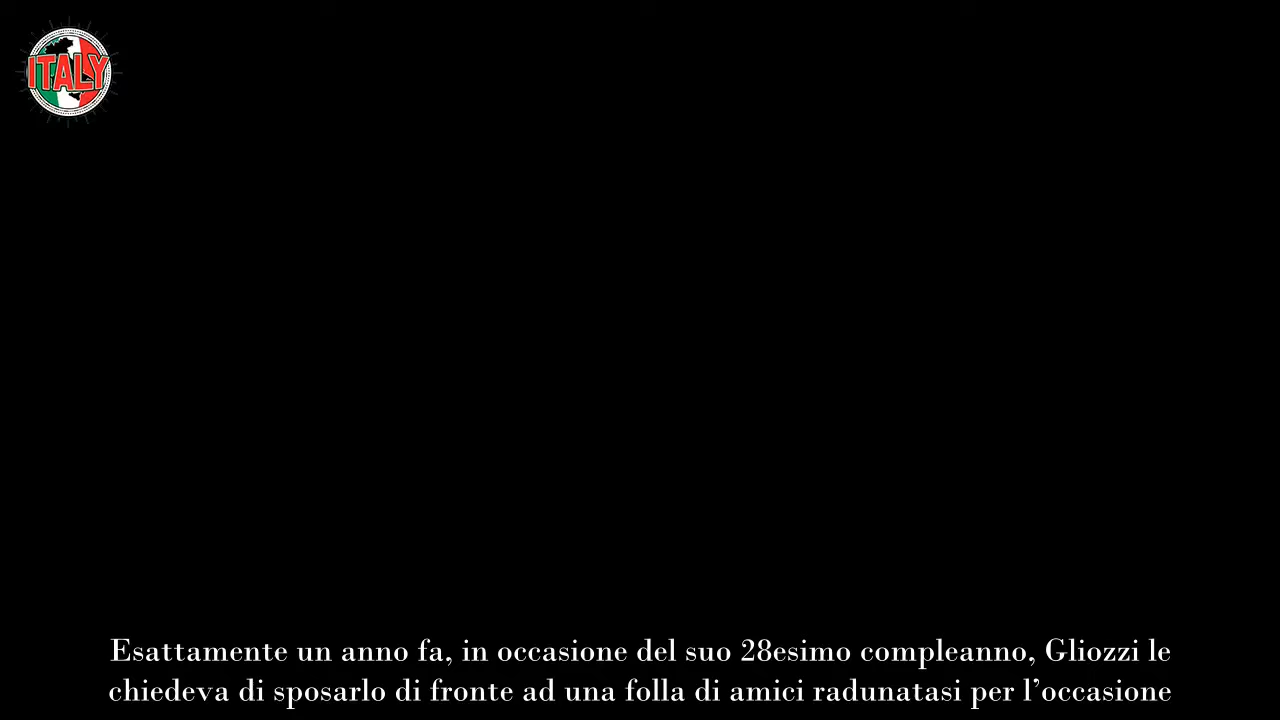 ITALY
Esattamente un anno fa, in occasione del suo 28esimo compleanno, Gliozzi le
chiedeva di sposarlo di fronte ad una folla di amici radunatasi per l’occasione